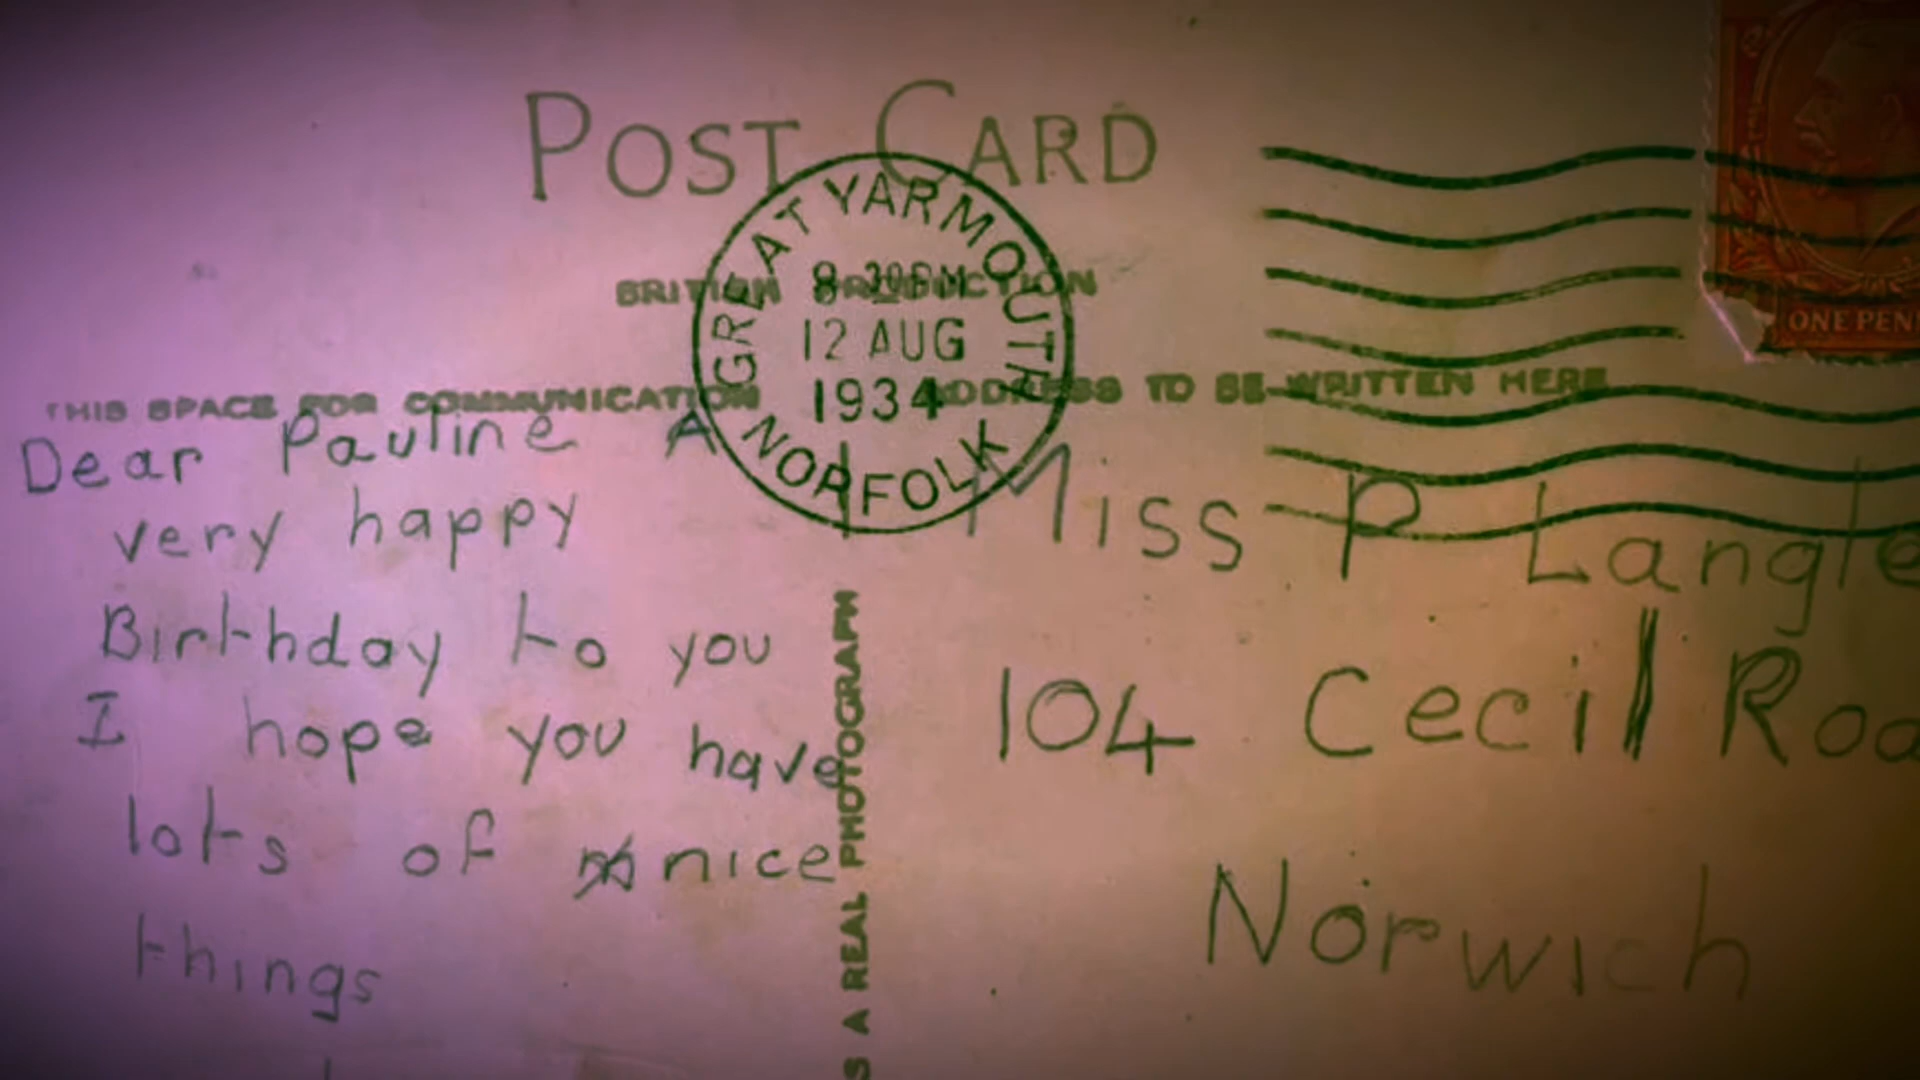 POST CARD
GREAT YARMOUTH
NORFOLK
8-30PM
12 AUG
1934
BRITISH PRODUCTION
ONE PEN
THIS SPACE FOR COMMUNICATION
ADDRESS TO BE WRITTEN HERE
Dear Pauline A
very happy
Birthday to you
I hope you have
lots of nice
things
S A REAL PHOTOGRAPH
Miss P Langle
104 Cecil Roa
Norwich